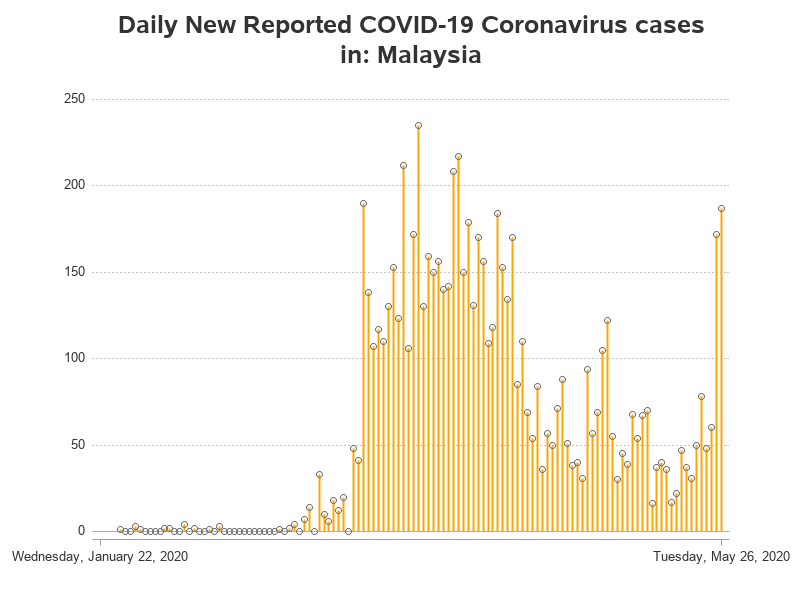 Daily New Reported COVID-19 Coronavirus cases
in: Malaysia
250
200
150
100
50
0
Wednesday, January 22, 2020
Tuesday, May 26, 2020